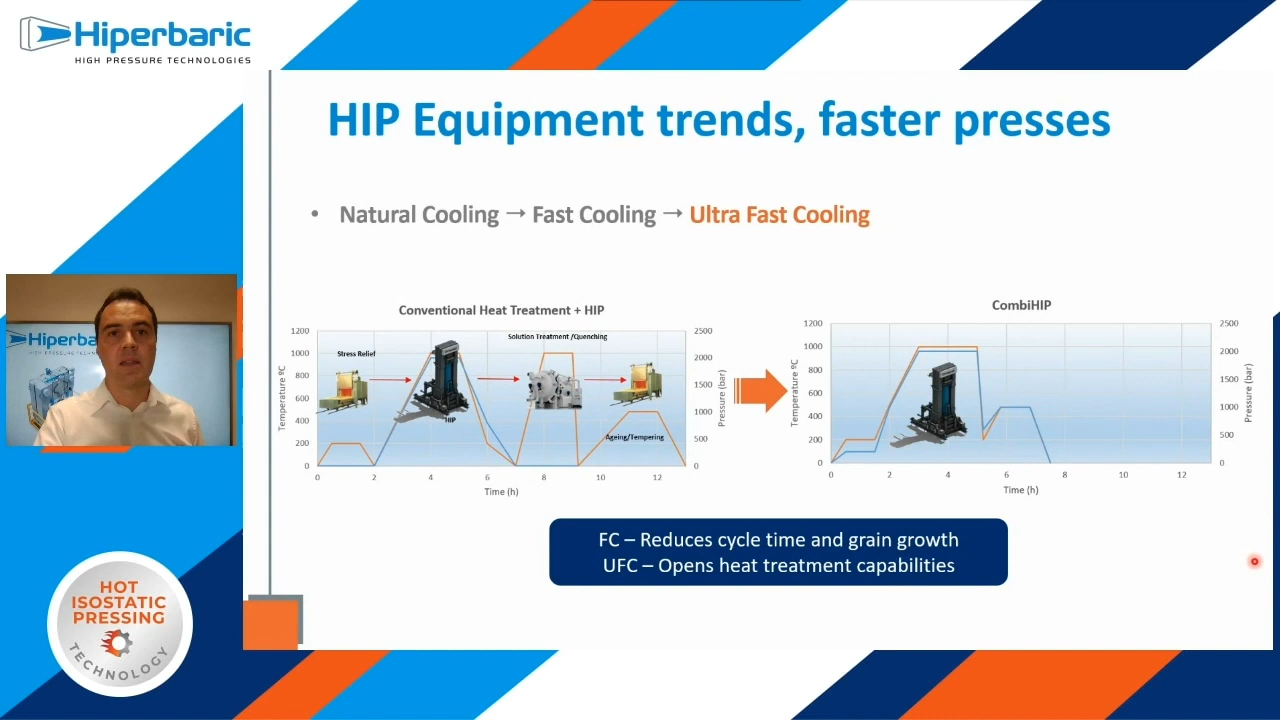 Hiperbaric
HIGH PRESSURE TECHNOLOGIES
HIP Equipment trends, faster presses
• Natural Cooling → Fast Cooling → Ultra Fast Cooling
Conventional Heat Treatment + HIP
Temperature ºC
1200
1000
800
600
400
200
0
0 2 4 6 8 10 12
Time (h)
2500
2000
1500
1000
500
0
Pressure (bar)
Stress Relief
HIP
Solution Treatment /Quenching
Ageing/Tempering
CombiHIP
Temperature ºC
1200
1000
800
600
400
200
0
0 2 4 6 8 10 12
Time (h)
2500
2000
1500
1000
500
0
Pressure (bar)
FC – Reduces cycle time and grain growth
UFC – Opens heat treatment capabilities
Hiperba
HOT
ISOSTATIC
PRESSING
TECHNOLOGY